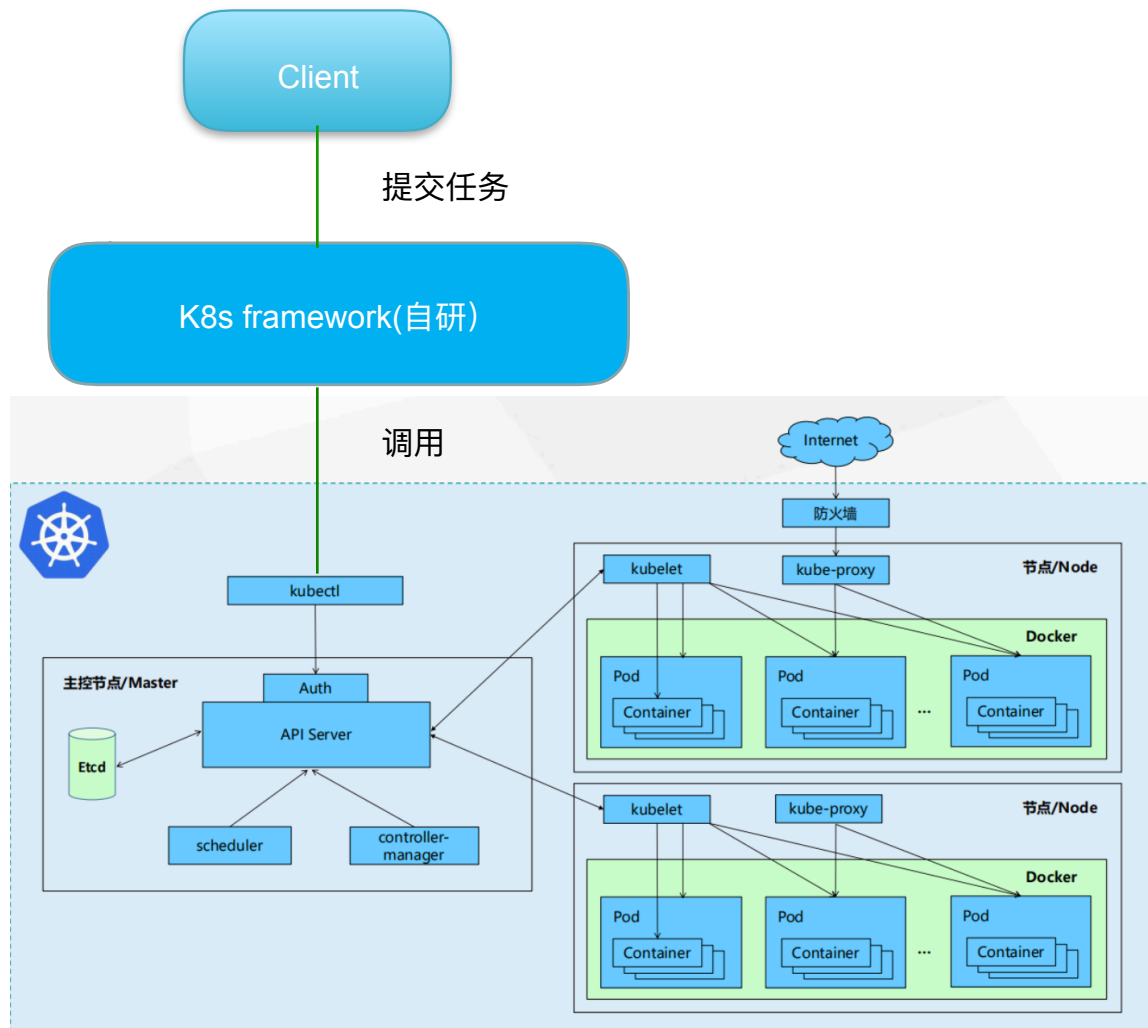 Client
提交任务
K8s framework(自研）
调用
Internet
防火墙
kubelet
kube-proxy
节点/Node
kubectl
Docker
主控节点/Master
Auth
Pod
Pod
Pod
Container
Container
...
Container
API Server
Etcd
kubelet
kube-proxy
节点/Node
scheduler
controller-
manager
Docker
Pod
Pod
Pod
Container
Container
...
Container